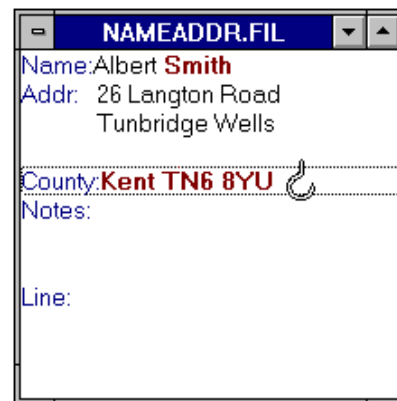 NAMEADDR.FIL
Name:Albert Smith
Addr: 26 Langton Road
Tunbridge Wells
County:Kent TN6 8YU
Notes:
Line: